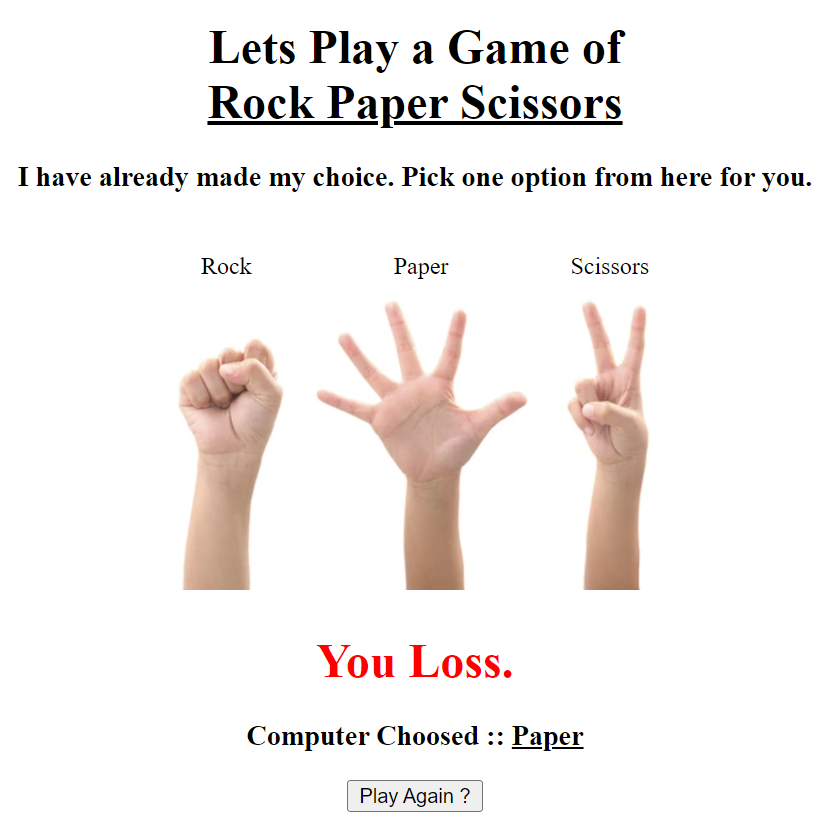 Lets Play a Game of
Rock Paper Scissors
I have already made my choice. Pick one option from here for you.
Rock Paper Scissors
You Loss.
Computer Choosed :: Paper
Play Again ?